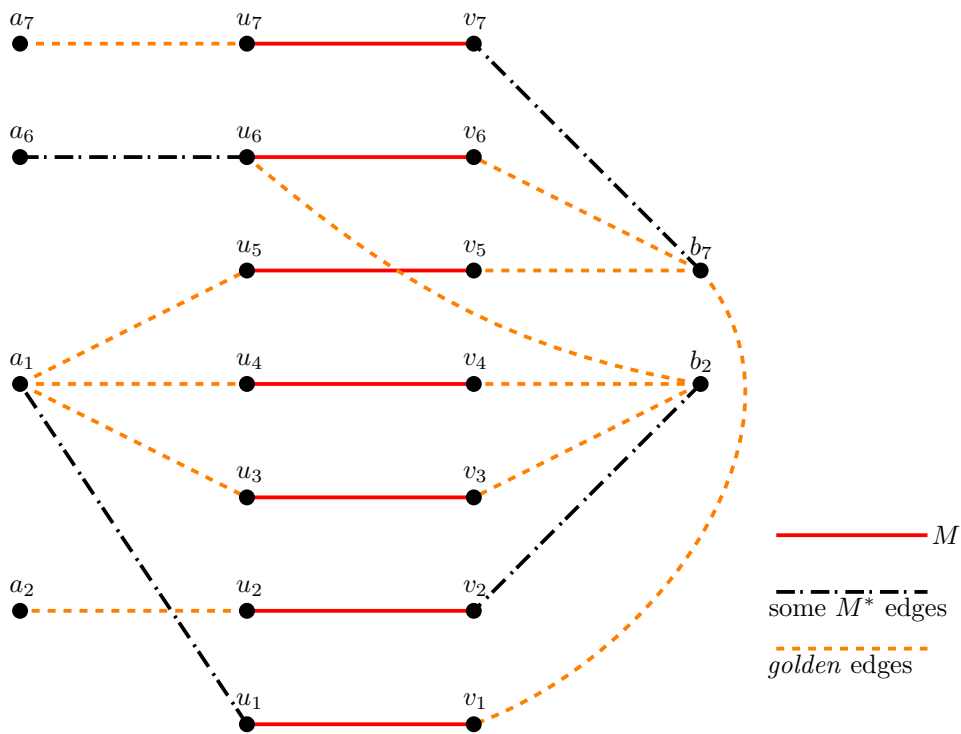 a₇ u₇ v₇
a₆ u₆ v₆
u₅ v₅ b₇
a₁ u₄ v₄ b₂
u₃ v₃
M
a₂ u₂ v₂
some M* edges
golden edges
u₁ v₁